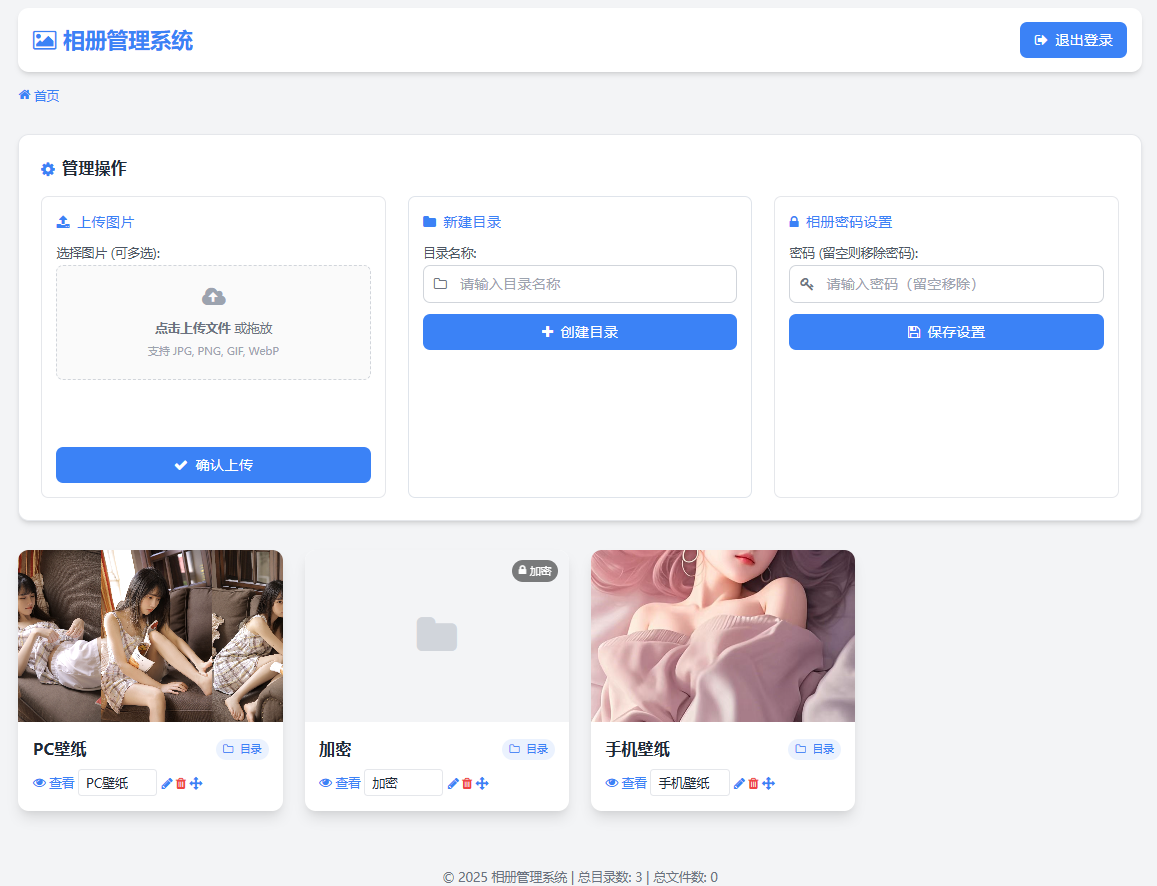 相册管理系统
退出登录
首页
管理操作
上传图片
选择图片 (可多选):
点击上传文件 或拖放
支持 JPG, PNG, GIF, WebP
确认上传
新建目录
目录名称:
请输入目录名称
创建目录
相册密码设置
密码 (留空则移除密码):
请输入密码（留空移除）
保存设置
PC壁纸
目录
查看
PC壁纸
加密
加密
目录
查看
加密
手机壁纸
目录
查看
手机壁纸
© 2025 相册管理系统 | 总目录数: 3 | 总文件数: 0